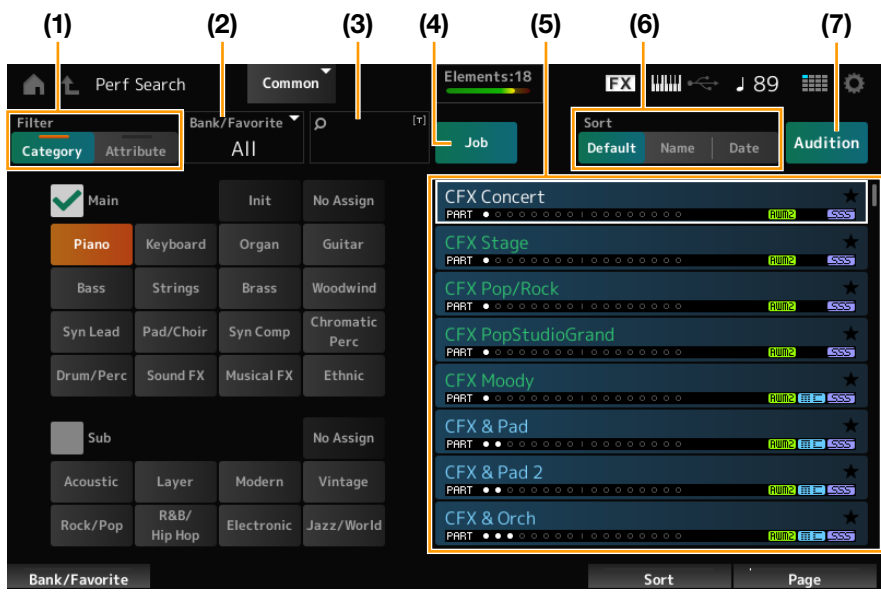 (1) (2) (3) (4) (5) (6) (7)
Perf Search Common Elements:18 FX ♩ 89
Filter Bank/Favorite [T] Sort
Category Attribute All Job Default Name Date Audition
Main Init No Assign
Piano Keyboard Organ Guitar
Bass Strings Brass Woodwind
Syn Lead Pad/Choir Syn Comp Chromatic Perc
Drum/Perc Sound FX Musical FX Ethnic
Sub No Assign
Acoustic Layer Modern Vintage
Rock/Pop R&B/ Hip Hop Electronic Jazz/World
CFX Concert
PART AWM2 SSS
CFX Stage
PART AWM2 SSS
CFX Pop/Rock
PART AWM2 SSS
CFX PopStudioGrand
PART AWM2 SSS
CFX Moody
PART AWM2 SSS
CFX & Pad
PART AWM2 SSS
CFX & Pad 2
PART AWM2 SSS
CFX & Orch
PART AWM2 SSS
Bank/Favorite Sort Page